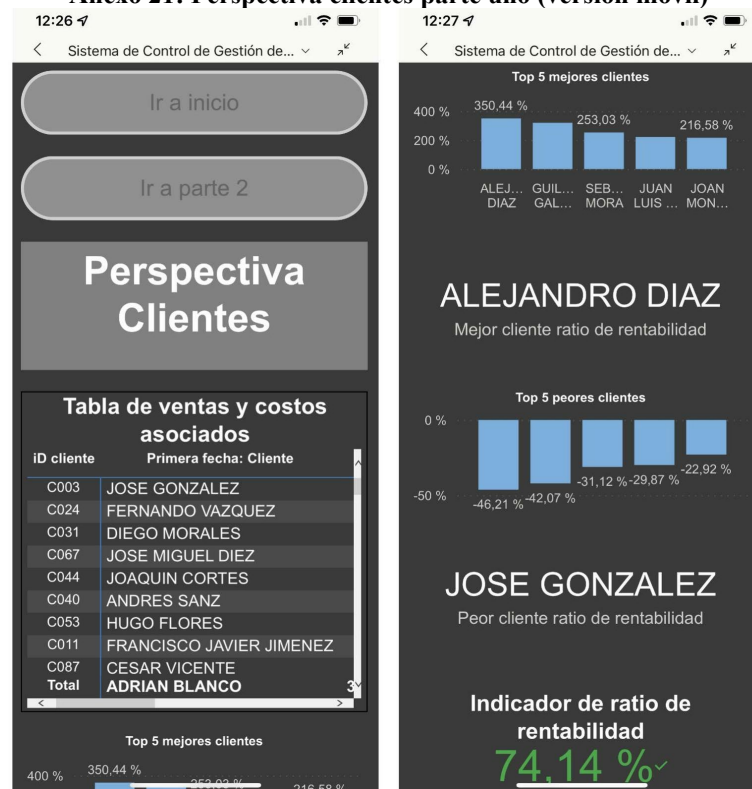 Anexo 21: Perspectiva clientes parte uno (versión móvil)
12:26
Sistema de Control de Gestión de...
Ir a inicio
Ir a parte 2
Perspectiva
Clientes
Tabla de ventas y costos
asociados
iD cliente Primera fecha: Cliente
C003 JOSE GONZALEZ
C024 FERNANDO VAZQUEZ
C031 DIEGO MORALES
C067 JOSE MIGUEL DIEZ
C044 JOAQUIN CORTES
C040 ANDRES SANZ
C053 HUGO FLORES
C011 FRANCISCO JAVIER JIMENEZ
C087 CESAR VICENTE
Total ADRIAN BLANCO 3
Top 5 mejores clientes
350,44 %
400 %
253,03 %
216,58 %
12:27
Sistema de Control de Gestión de...
Top 5 mejores clientes
350,44 %
400 %
253,03 %
216,58 %
200 %
0 %
ALEJ... GUIL... SEB... JUAN JOAN
DIAZ GAL... MORA LUIS ... MON...
ALEJANDRO DIAZ
Mejor cliente ratio de rentabilidad
Top 5 peores clientes
0 %
-50 %
-46,21 % -42,07 % -31,12 % -29,87 % -22,92 %
JOSE GONZALEZ
Peor cliente ratio de rentabilidad
Indicador de ratio de
rentabilidad
74,14 %